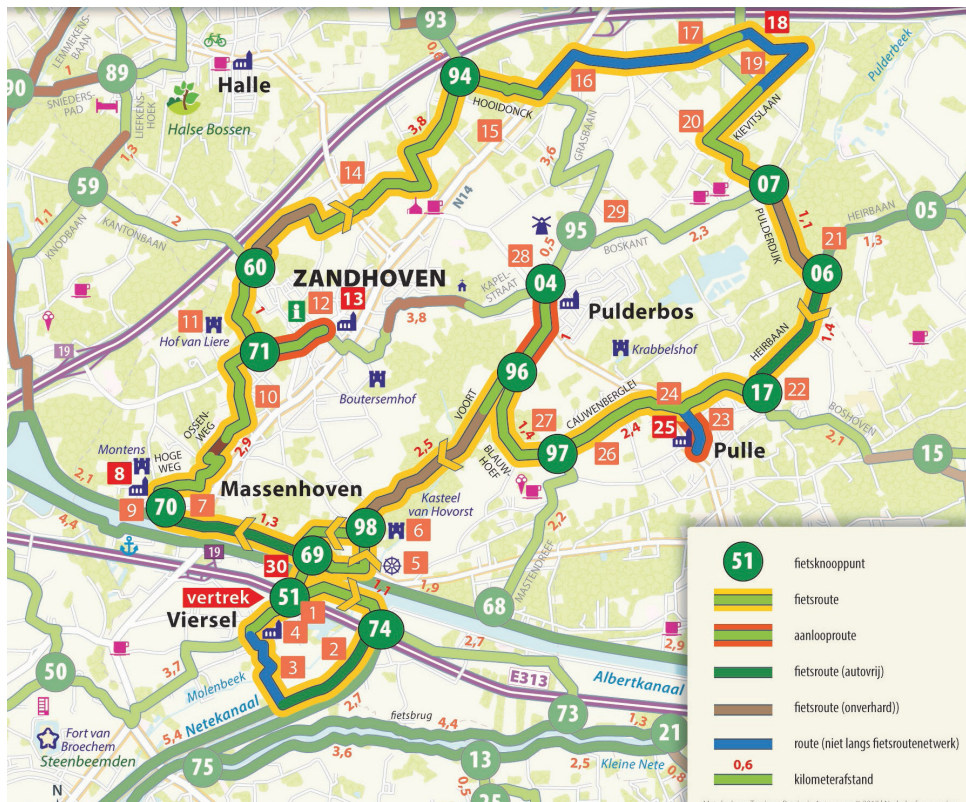 93
0,6
18
17
LEMMEKENS-
BAAN
89
90
1
SNIEDERS-
PAD
LIEFKENS-
HOEK
Halle
Halse Bossen
94
HOOIDONCK
16
19
Pulderbeek
KIEVITSLAAN
20
3,8
15
GRASBAAN
3,6
1,3
59
1,1
KNODBAAN
KANTONBAAN
2
14
N14
29
95
BOSKANT
2,3
07
1,1
PULDERDIJK
HEIRBAAN
05
21
1,3
06
60
ZANDHOVEN
28
0,5
04
KAPEL-
STRAAT
12
13
11
1
Hof van Liere
3,8
Pulderbos
1
Krabbelshof
HEIRBAAN
1,4
19
71
96
Boutersemhof
10
VOORT
17
22
24
CAUWENBERGLEI
23
OSSEN-
WEG
2,9
27
1,4
2,4
25
Pulle
BOSHOVEN
2,1
15
2,5
BLAUW-
HOEF
97
26
Montens
HOGE
WEG
8
2,1
Massenhoven
9
70
7
Kasteel
van Hovorst
4,4
1,3
98
6
2,2
19
69
30
5
MASTENDREEF
1,9
vertrek
51
1,1
68
Viersel
1
4
2
74
2,7
2,9
3
3,7
50
Molenbeek
E313
Albertkanaal
Netekanaal
2,7
5,4
Fort van
Broechem
Steenbeemden
fietsbrug
4,4
73
1,3
21
75
3,6
13
2,5
Kleine Nete
0,8
0,5
25
N
51
fietsknooppunt
fietsroute
aanlooproute
fietsroute (autovrij)
fietsroute (onverhard))
route (niet langs fietsroutenetwerk)
0,6
kilometerafstand